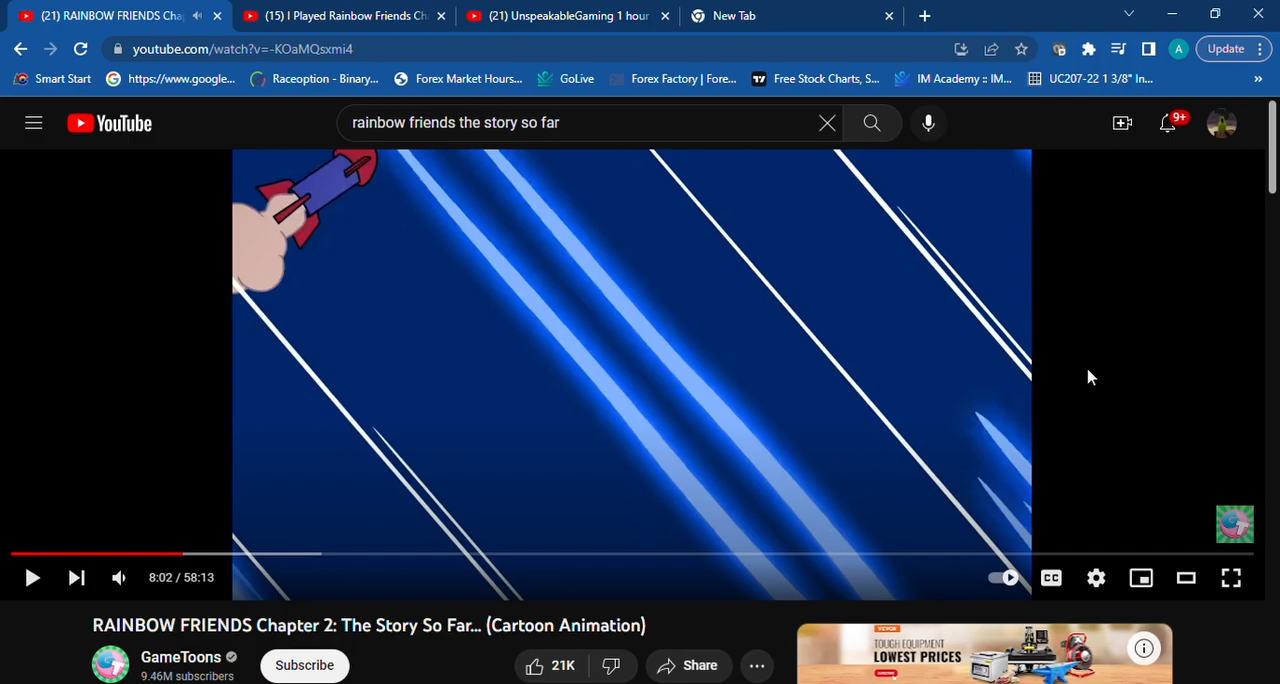 (21) RAINBOW FRIENDS Cha
(15) I Played Rainbow Friends Ch
(21) UnspeakableGaming 1 hour
New Tab
youtube.com/watch?v=-KOaMQsxmi4
A
Update
Smart Start
https://www.google...
Raceoption - Binary...
Forex Market Hours...
GoLive
Forex Factory | Fore...
Free Stock Charts, S...
IM Academy :: IM...
UC207-22 1 3/8" In...
»
YouTube
rainbow friends the story so far
9+
8:02 / 58:13
CC
RAINBOW FRIENDS Chapter 2: The Story So Far... (Cartoon Animation)
GameToons
9.46M subscribers
Subscribe
21K
Share
VEVOR
TOUGH EQUIPMENT
LOWEST PRICES